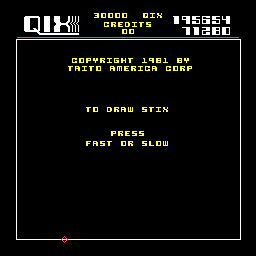 QIX
30000 QIX
CREDITS
00
195654
71280
COPYRIGHT 1981 BY
TAITO AMERICA CORP
TO DRAW STIX
PRESS
FAST OR SLOW